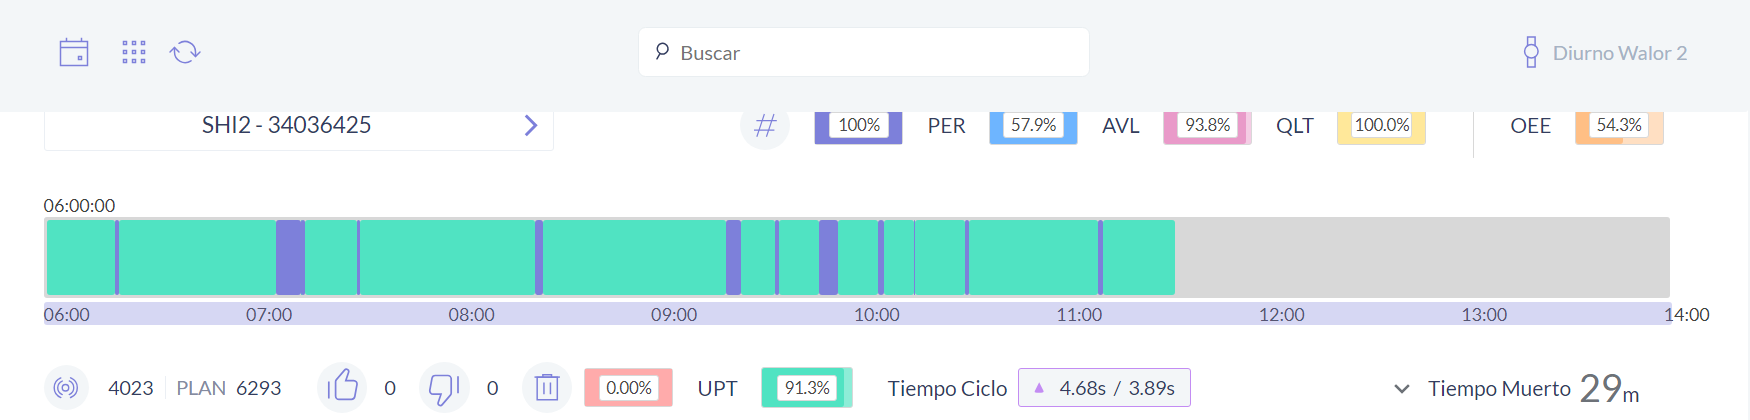 Buscar
Diurno Walor 2
SHI2 - 34036425
# 100% PER 57.9% AVL 93.8% QLT 100.0% OEE 54.3%
06:00:00
06:00 07:00 08:00 09:00 10:00 11:00 12:00 13:00 14:00
4023 PLAN 6293 0 0 0.00% UPT 91.3% Tiempo Ciclo 4.68s / 3.89s Tiempo Muerto 29m